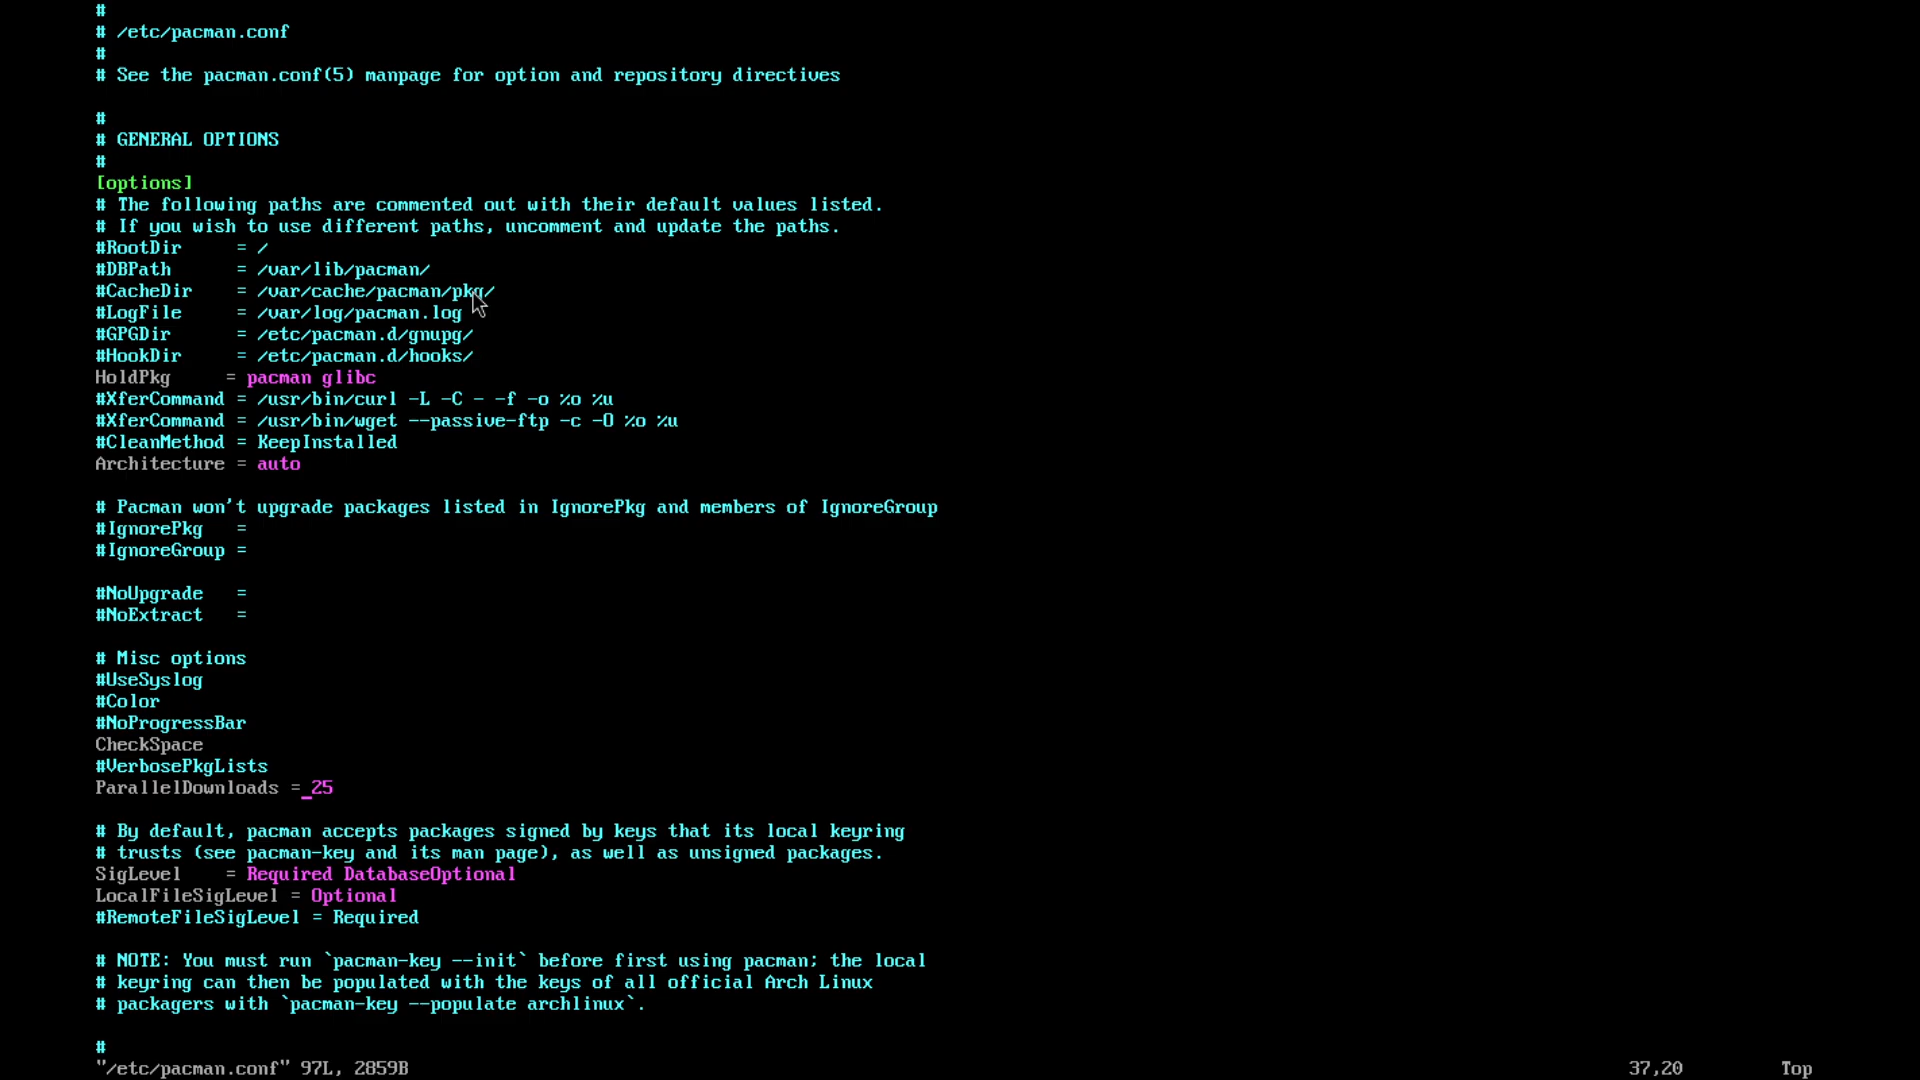 #
# /etc/pacman.conf
#
# See the pacman.conf(5) manpage for option and repository directives
#
# GENERAL OPTIONS
#
[options]
# The following paths are commented out with their default values listed.
# If you wish to use different paths, uncomment and update the paths.
#RootDir     = /
#DBPath      = /var/lib/pacman/
#CacheDir    = /var/cache/pacman/pkg/
#LogFile     = /var/log/pacman.log
#GPGDir      = /etc/pacman.d/gnupg/
#HookDir     = /etc/pacman.d/hooks/
HoldPkg     = pacman glibc
#XferCommand = /usr/bin/curl -L -C - -f -o %o %u
#XferCommand = /usr/bin/wget --passive-ftp -c -O %o %u
#CleanMethod = KeepInstalled
Architecture = auto
# Pacman won't upgrade packages listed in IgnorePkg and members of IgnoreGroup
#IgnorePkg   =
#IgnoreGroup =
#NoUpgrade   =
#NoExtract   =
# Misc options
#UseSyslog
#Color
#NoProgressBar
CheckSpace
#VerbosePkgLists
ParallelDownloads = 25
# By default, pacman accepts packages signed by keys that its local keyring
# trusts (see pacman-key and its man page), as well as unsigned packages.
SigLevel    = Required DatabaseOptional
LocalFileSigLevel = Optional
#RemoteFileSigLevel = Required
# NOTE: You must run `pacman-key --init` before first using pacman; the local
# keyring can then be populated with the keys of all official Arch Linux
# packagers with `pacman-key --populate archlinux`.
#
"/etc/pacman.conf" 97L, 2859B 37,20 Top